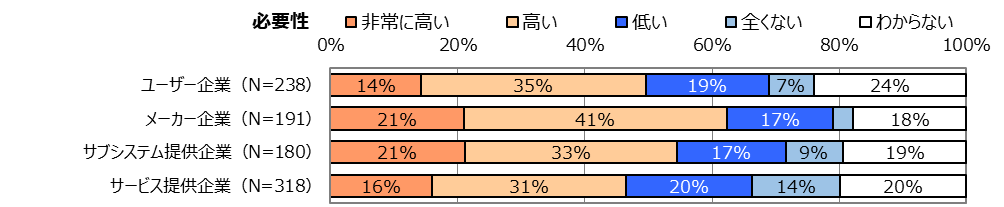 必要性 非常に高い 高い 低い 全くない わからない
0% 20% 40% 60% 80% 100%
ユーザー企業（N=238） 14% 35% 19% 7% 24%
メーカー企業（N=191） 21% 41% 17% 18%
サブシステム提供企業（N=180） 21% 33% 17% 9% 19%
サービス提供企業（N=318） 16% 31% 20% 14% 20%